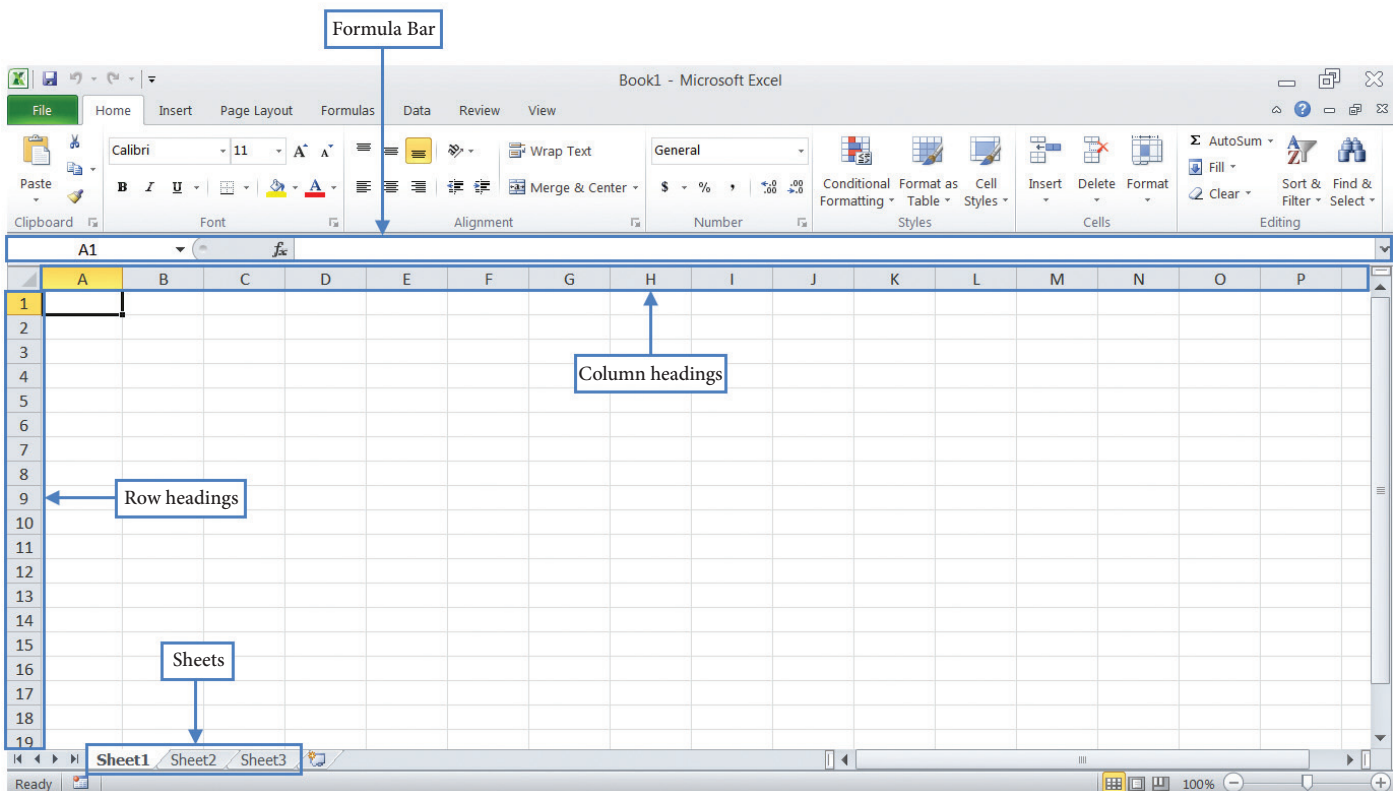 Formula Bar
Book1 - Microsoft Excel
File Home Insert Page Layout Formulas Data Review View
Calibri 11 A A Wrap Text General Σ AutoSum
Fill
Paste B I U A Merge & Center $ % , .0 .00 .00 .0 Conditional Formatting Format as Table Cell Styles Insert Delete Format Clear Sort & Filter Find & Select
Clipboard Font Alignment Number Styles Cells Editing
A1 fx
A B C D E F G H I J K L M N O P
1
2
3
Column headings
4
5
6
7
8
9 Row headings
10
11
12
13
14
15
Sheets
16
17
18
19
Sheet1 Sheet2 Sheet3
Ready 100%